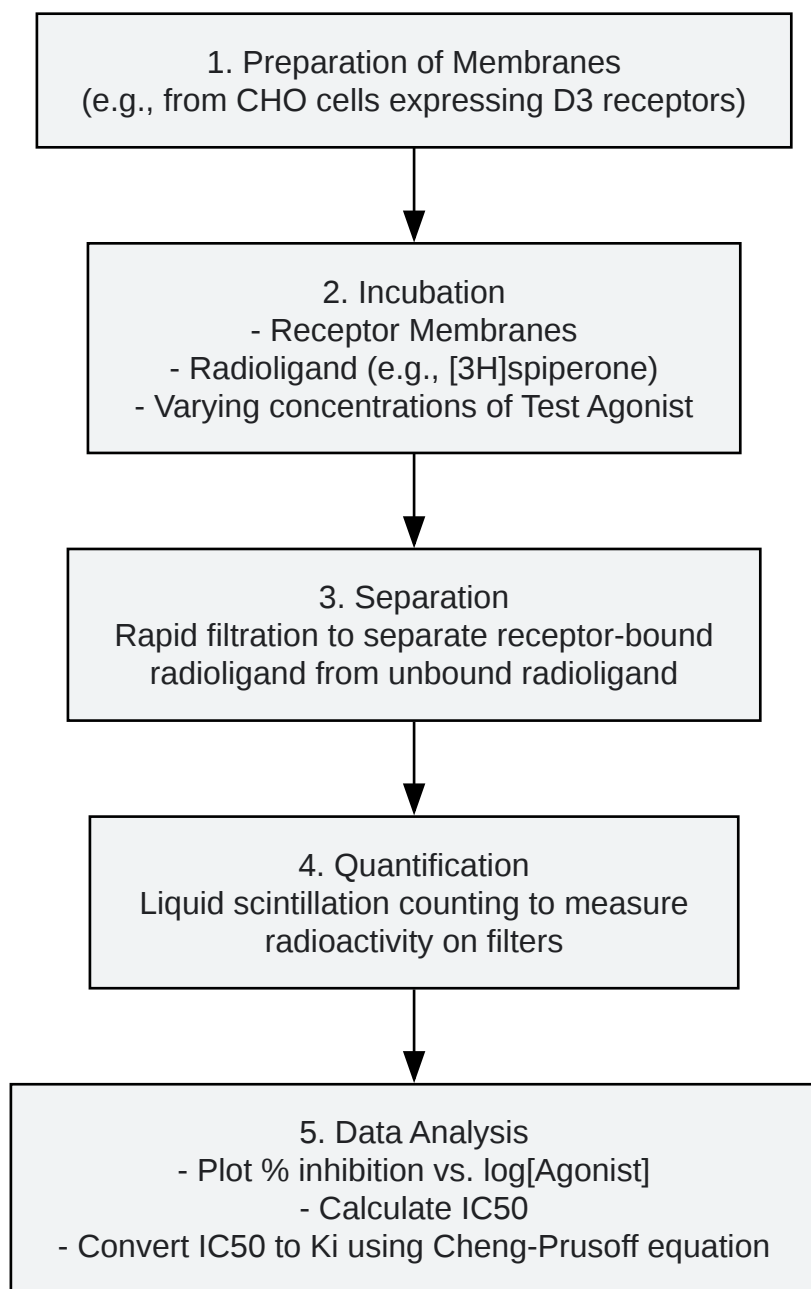 1. Preparation of Membranes
(e.g., from CHO cells expressing D3 receptors)
2. Incubation
- Receptor Membranes
- Radioligand (e.g., [3H]spiperone)
- Varying concentrations of Test Agonist
3. Separation
Rapid filtration to separate receptor-bound
radioligand from unbound radioligand
4. Quantification
Liquid scintillation counting to measure
radioactivity on filters
5. Data Analysis
- Plot % inhibition vs. log[Agonist]
- Calculate IC50
- Convert IC50 to Ki using Cheng-Prusoff equation